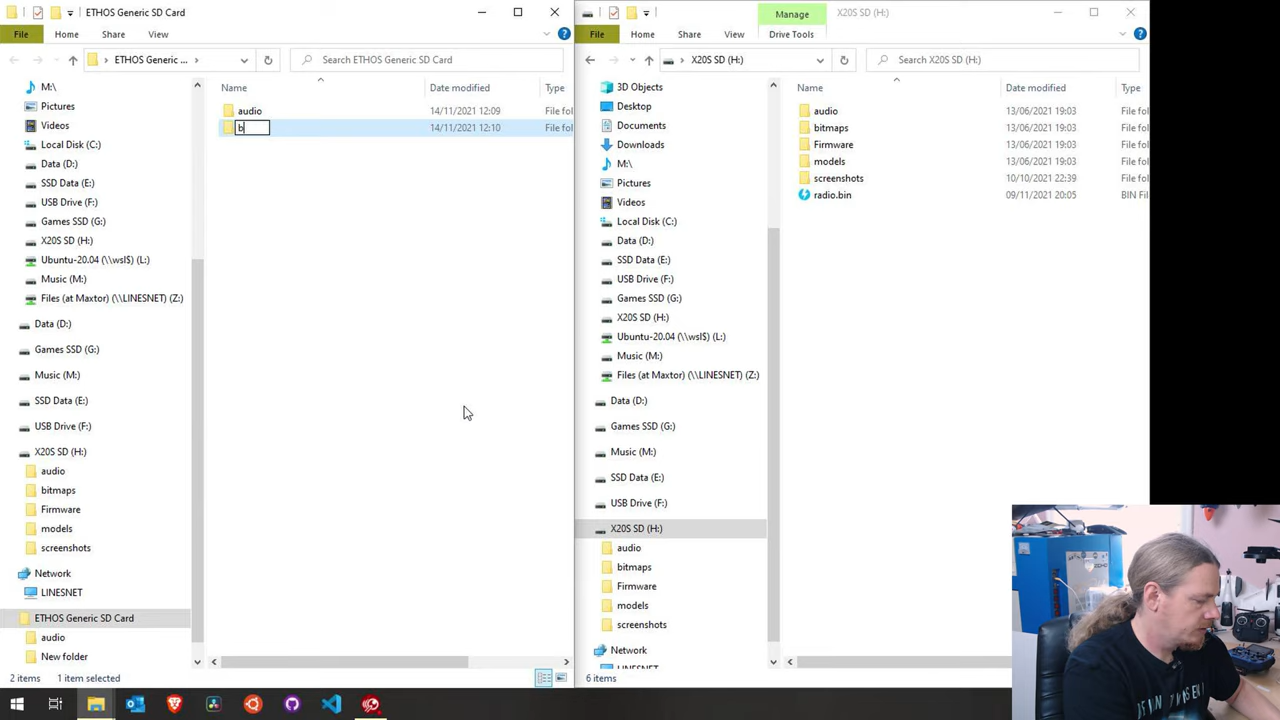 ETHOS Generic SD Card
File Home Share View
ETHOS Generic ...
Search ETHOS Generic SD Card
Name Date modified Type
audio 14/11/2021 12:09 File fol
b 14/11/2021 12:10 File fol
M:\
Pictures
Videos
Local Disk (C:)
Data (D:)
SSD Data (E:)
USB Drive (F:)
Games SSD (G:)
X20S SD (H:)
Ubuntu-20.04 (\\wsl$) (L:)
Music (M:)
Files (at Maxtor) (\\LINESNET) (Z:)
Data (D:)
Games SSD (G:)
Music (M:)
SSD Data (E:)
USB Drive (F:)
X20S SD (H:)
audio
bitmaps
Firmware
models
screenshots
Network
LINESNET
ETHOS Generic SD Card
audio
New folder
2 items 1 item selected
Manage X20S SD (H:)
File Home Share View Drive Tools
X20S SD (H:)
Search X20S SD (H:)
Name Date modified Type
audio 13/06/2021 19:03 File fol
bitmaps 13/06/2021 19:03 File fol
Firmware 13/06/2021 19:03 File fol
models 13/06/2021 19:03 File fol
screenshots 10/10/2021 22:39 File fol
radio.bin 09/11/2021 20:05 BIN Fil
3D Objects
Desktop
Documents
Downloads
M:\
Pictures
Videos
Local Disk (C:)
Data (D:)
SSD Data (E:)
USB Drive (F:)
Games SSD (G:)
X20S SD (H:)
Ubuntu-20.04 (\\wsl$) (L:)
Music (M:)
Files (at Maxtor) (\\LINESNET) (Z:)
Data (D:)
Games SSD (G:)
Music (M:)
SSD Data (E:)
USB Drive (F:)
X20S SD (H:)
audio
bitmaps
Firmware
models
screenshots
Network
LINESNET
6 items